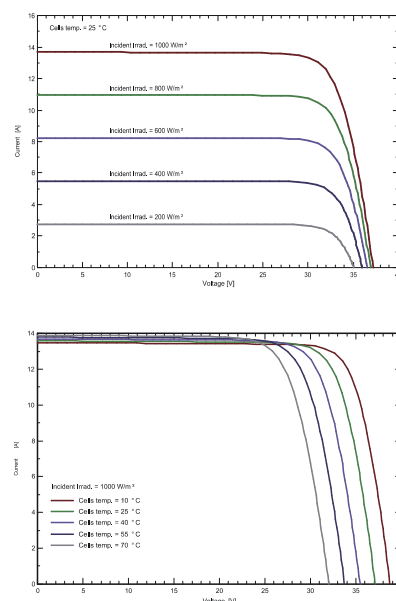 16
Cells temp. = 25 °C
14
Incident Irrad. = 1000 W/m²
12
Incident Irrad. = 800 W/m²
10
Incident Irrad. = 600 W/m²
8
Current [A]
6
Incident Irrad. = 400 W/m²
4
Incident Irrad. = 200 W/m²
2
0
0 5 10 15 20 25 30 35 40
Voltage [V]
14
12
10
8
Current [A]
6
Incident Irrad. = 1000 W/m²
Cells temp. = 10 °C
Cells temp. = 25 °C
4
Cells temp. = 40 °C
Cells temp. = 55 °C
Cells temp. = 70 °C
2
0
0 5 10 15 20 25 30 35 40
Voltage [V]